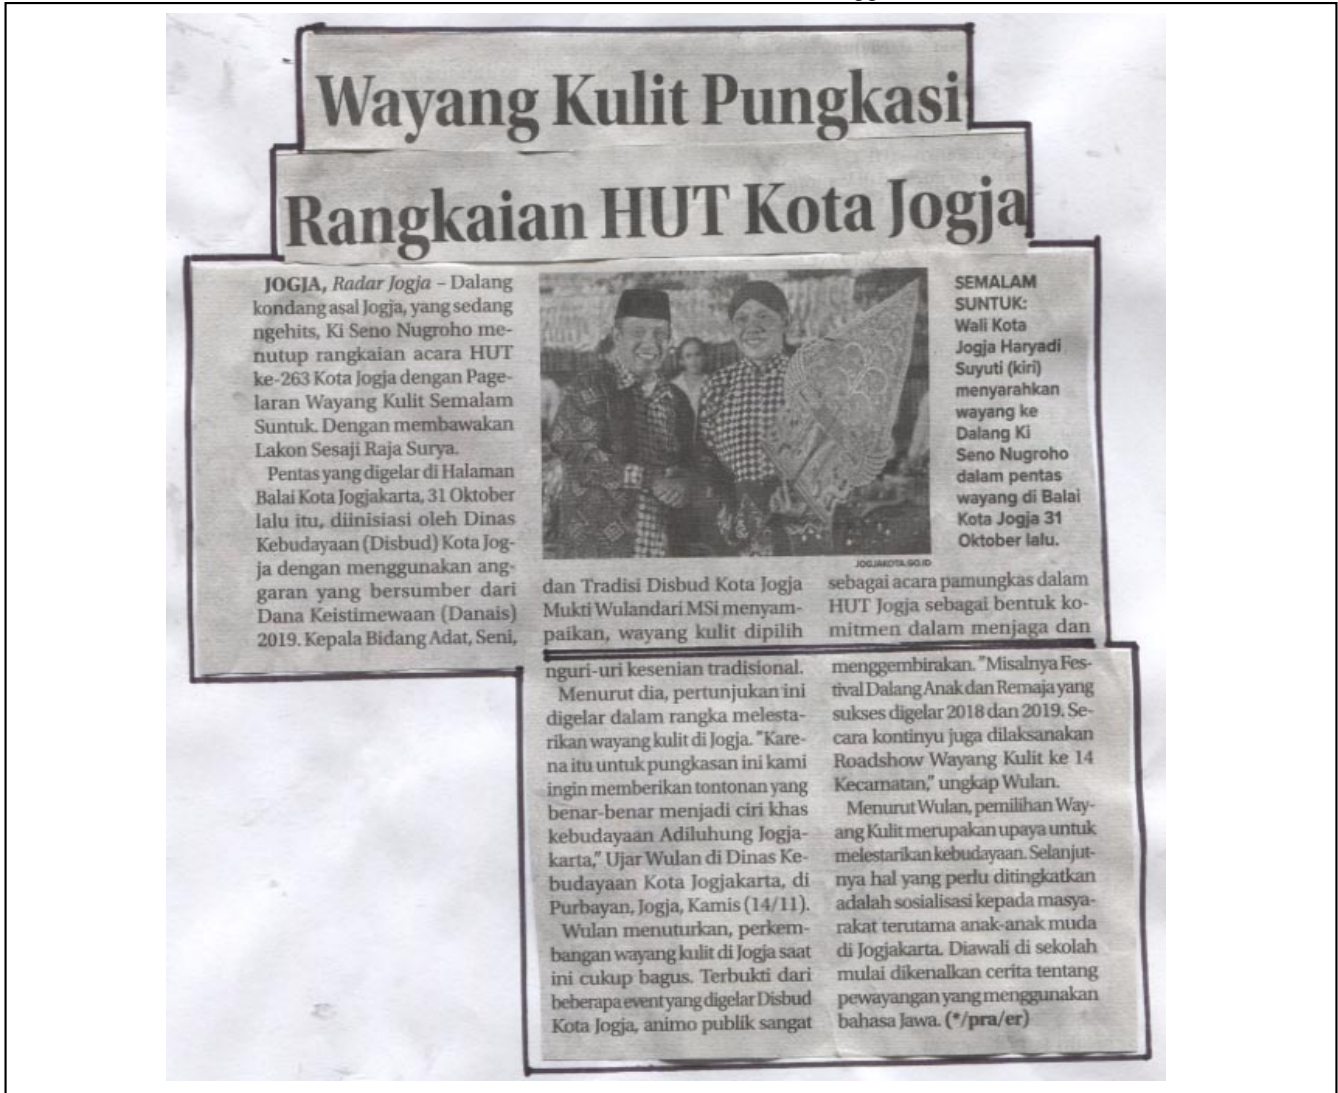 Wayang Kulit Pungkasi
Rangkaian HUT Kota Jogja
JOGJA, Radar Jogja – Dalang
kondang asal Jogja, yang sedang
ngehits, Ki Seno Nugroho me-
nutup rangkaian acara HUT
ke-263 Kota Jogja dengan Page-
laran Wayang Kulit Semalam
Suntuk. Dengan membawakan
Lakon Sesaji Raja Surya.
Pentas yang digelar di Halaman
Balai Kota Jogjakarta, 31 Oktober
lalu itu, diinisiasi oleh Dinas
Kebudayaan (Disbud) Kota Jog-
ja dengan menggunakan ang-
garan yang bersumber dari
Dana Keistimewaan (Danais)
2019. Kepala Bidang Adat, Seni,
SEMALAM
SUNTUK:
Wali Kota
Jogja Haryadi
Suyuti (kiri)
menyarahkan
wayang ke
Dalang Ki
Seno Nugroho
dalam pentas
wayang di Balai
Kota Jogja 31
Oktober lalu.
JOGJAKOTA.GO.ID
dan Tradisi Disbud Kota Jogja
Mukti Wulandari MSi menyam-
paikan, wayang kulit dipilih
sebagai acara pamungkas dalam
HUT Jogja sebagai bentuk ko-
mitmen dalam menjaga dan
nguri-uri kesenian tradisional.
Menurut dia, pertunjukan ini
digelar dalam rangka melesta-
rikan wayang kulit di Jogja. "Kare-
na itu untuk pungkasan ini kami
ingin memberikan tontonan yang
benar-benar menjadi ciri khas
kebudayaan Adiluhung Jogja-
karta," Ujar Wulan di Dinas Ke-
budayaan Kota Jogjakarta, di
Purbayan, Jogja, Kamis (14/11).
Wulan menuturkan, perkem-
bangan wayang kulit di Jogja saat
ini cukup bagus. Terbukti dari
beberapa event yang digelar Disbud
Kota Jogja, animo publik sangat
menggembirakan. "Misalnya Fes-
tival Dalang Anak dan Remaja yang
sukses digelar 2018 dan 2019. Se-
cara kontinyu juga dilaksanakan
Roadshow Wayang Kulit ke 14
Kecamatan," ungkap Wulan.
Menurut Wulan, pemilihan Way-
ang Kulit merupakan upaya untuk
melestarikan kebudayaan. Selanjut-
nya hal yang perlu ditingkatkan
adalah sosialisasi kepada masya-
rakat terutama anak-anak muda
di Jogjakarta. Diawali di sekolah
mulai dikenalkan cerita tentang
pewayangan yang menggunakan
bahasa Jawa. (*/pra/er)